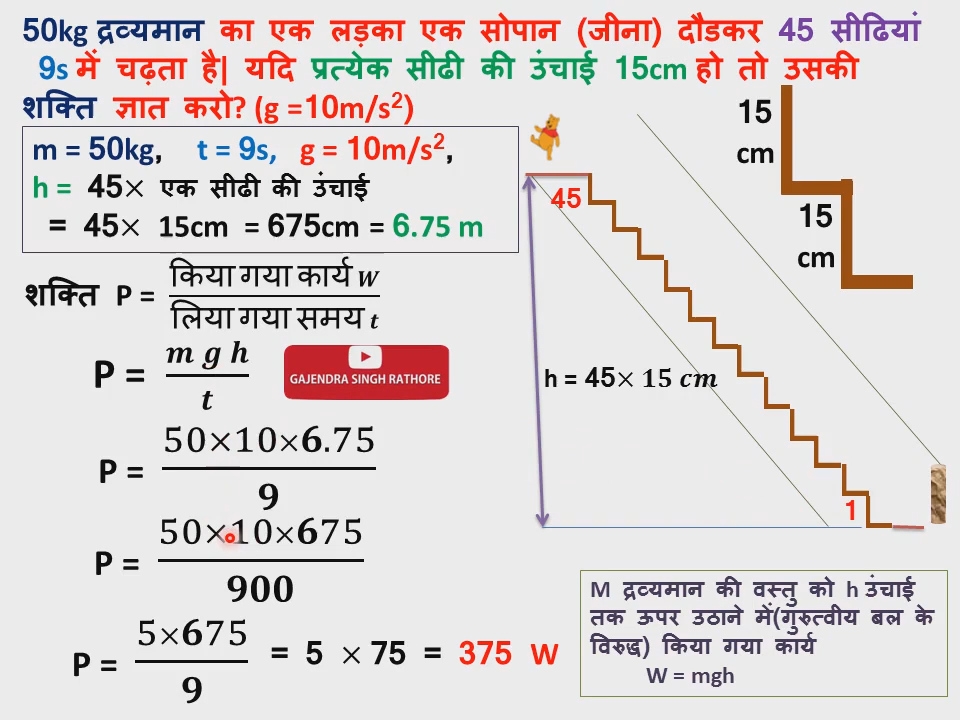 50kg द्रव्यमान का एक लड़का एक सोपान (जीना) दौडकर 45 सीढियां
9s में चढ़ता है| यदि प्रत्येक सीढी की उंचाई 15cm हो तो उसकी
शक्ति ज्ञात करो? (g =10m/s²)
m = 50kg, t = 9s, g = 10m/s²,
h = 45× एक सीढी की उंचाई
= 45× 15cm = 675cm = 6.75 m
शक्ति P = किया गया कार्य W / लिया गया समय t
P = m g h / t
GAJENDRA SINGH RATHORE
P = 50×10×6.75 / 9
P = 50×10×675 / 900
P = 5×675 / 9 = 5 × 75 = 375 W
15
cm
15
cm
45
h = 45× 15 cm
1
M द्रव्यमान की वस्तु को h उंचाई
तक ऊपर उठाने में(गुरुत्वीय बल के
विरुद्ध) किया गया कार्य
W = mgh